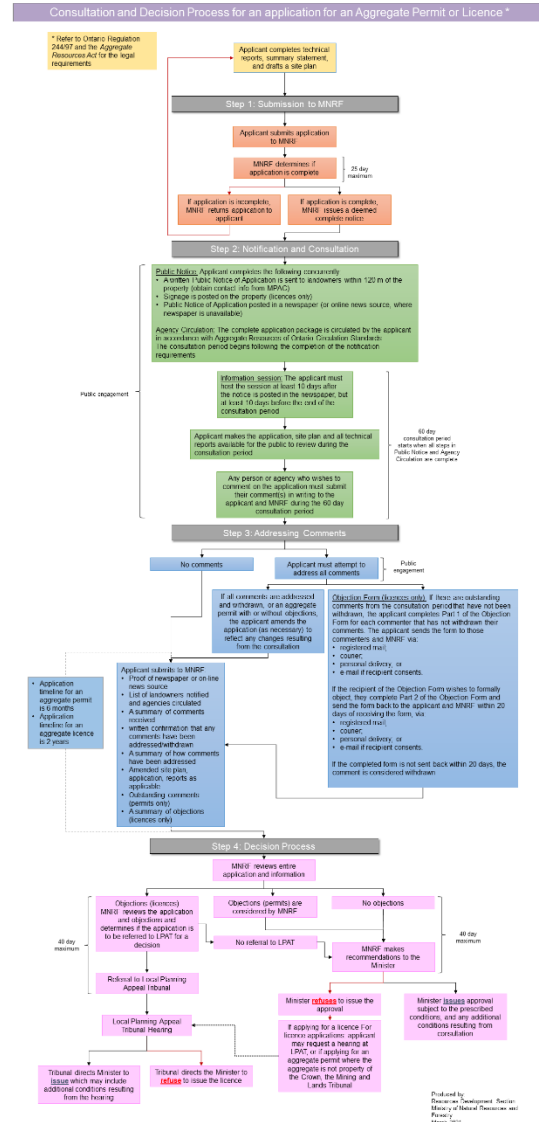 Consultation and Decision Process for an application for an Aggregate Permit or Licence *
* Refer to Ontario Regulation
244/97 and the Aggregate
Resources Act for the legal
requirements
Applicant completes technical
reports, summary statement,
and drafts a site plan
Step 1: Submission to MNRF
Applicant submits application
to MNRF
MNRF determines if
application is complete
25 day
maximum
If application is incomplete,
MNRF returns application to
applicant
If application is complete,
MNRF issues a deemed
complete notice.
Step 2: Notification and Consultation
Public Notice: Applicant completes the following concurrently
• A written Public Notice of Application is sent to landowners within 120 m of the
property (obtain contact info from MPAC)
• Signage is posted on the property (licences only)
• Public Notice of Application posted in a newspaper (or online news source, where
newspaper is unavailable)
Agency Circulation: The complete application package is circulated by the applicant
in accordance with Aggregate Resources of Ontario Circulation Standards
The consultation period begins following the completion of the notification
requirements
Public engagement
Information session: The applicant must
host the session at least 10 days after
the notice is posted in the newspaper, but
at least 10 days before the end of the
consultation period
Applicant makes the application, site plan and all technical
reports available for the public to review during the
consultation period
Any person or agency who wishes to
comment on the application must submit
their comment(s) in writing to the
applicant and MNRF during the 60 day
consultation period
60 day
consultation period
starts when all steps in
Public Notice and Agency
Circulation are complete
Step 3: Addressing Comments
No comments
Applicant must attempt to
address all comments
Public
engagement
If all comments are addressed
and withdrawn, or an aggregate
permit with or without objections,
the applicant amends the
application (as necessary) to
reflect any changes resulting
from the consultation
Objection Form (licences only): If there are outstanding
comments from the consultation period that have not been
withdrawn, the applicant completes Part 1 of the Objection
Form for each commenter that has not withdrawn their
comments. The applicant sends the form to those
commenters and MNRF via:
• registered mail;
• courier;
• personal delivery, or
• e-mail if recipient consents.
If the recipient of the Objection Form wishes to formally
object, they complete Part 2 of the Objection Form and
send the form back to the applicant and MNRF within 20
days of receiving the form, via
• registered mail;
• courier;
• personal delivery, or
• e-mail if recipient consents.
If the completed form is not sent back within 20 days, the
comment is considered withdrawn
• Application
timeline for an
aggregate permit
is 6 months
• Application
timeline for an
aggregate licence
is 2 years
Applicant submits to MNRF
• Proof of newspaper or on-line
news source
• List of landowners notified
and agencies circulated
• A summary of comments
received
• written confirmation that any
comments have been
addressed/withdrawn
• A summary of how comments
have been addressed
• Amended site plan,
application, reports as
applicable
• Outstanding comments
(permits only)
• A summary of objections
(licences only)
Step 4: Decision Process
MNRF reviews entire
application and information
Objections (licences)
MNRF reviews the application
and objections and
determines if the application is
to be referred to LPAT for a
decision
Objections (permits) are
considered by MNRF
No objections
No referral to LPAT
MNRF makes
recommendations to the
Minister
40 day
maximum
Referral to Local Planning
Appeal Tribunal
Minister refuses to issue the
approval
Minister issues approval
subject to the prescribed
conditions, and any additional
conditions resulting from
consultation
Local Planning Appeal
Tribunal Hearing
If applying for a licence For
licence applications: applicant
may request a hearing at
LPAT, or if applying for an
aggregate permit where the
aggregate is not property of
the Crown, the Mining and
Lands Tribunal
Tribunal directs Minister to
issue which may include
additional conditions resulting
from the hearing
Tribunal directs the Minister to
refuse to issue the licence
Produced by:
Resources Development Section
Ministry of Natural Resources and
Forestry